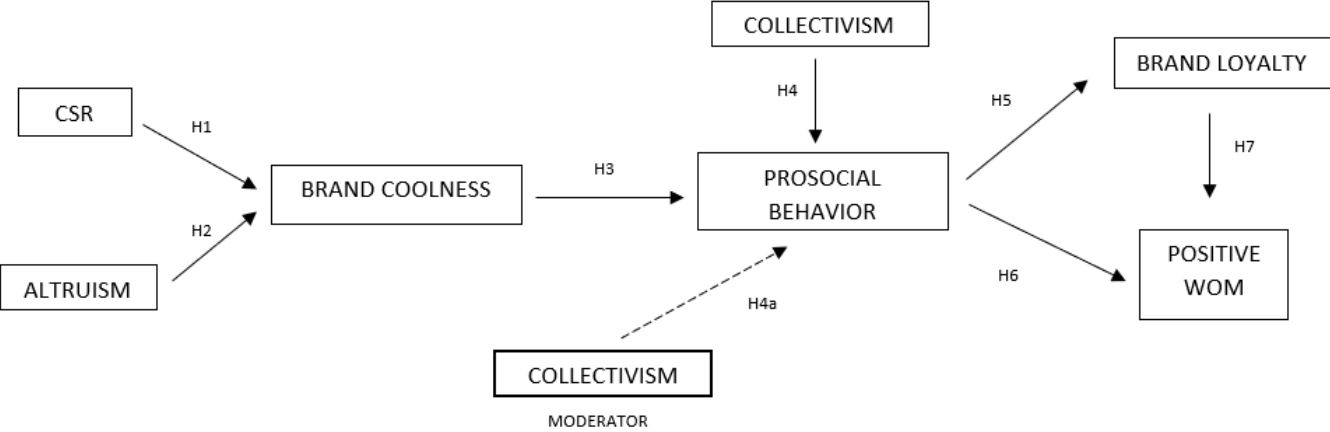 COLLECTIVISM
BRAND LOYALTY
CSR
H1
H4
H5
H7
BRAND COOLNESS
H3
PROSOCIAL
BEHAVIOR
H2
ALTRUISM
H4a
H6
POSITIVE
WOM
COLLECTIVISM
MODERATOR